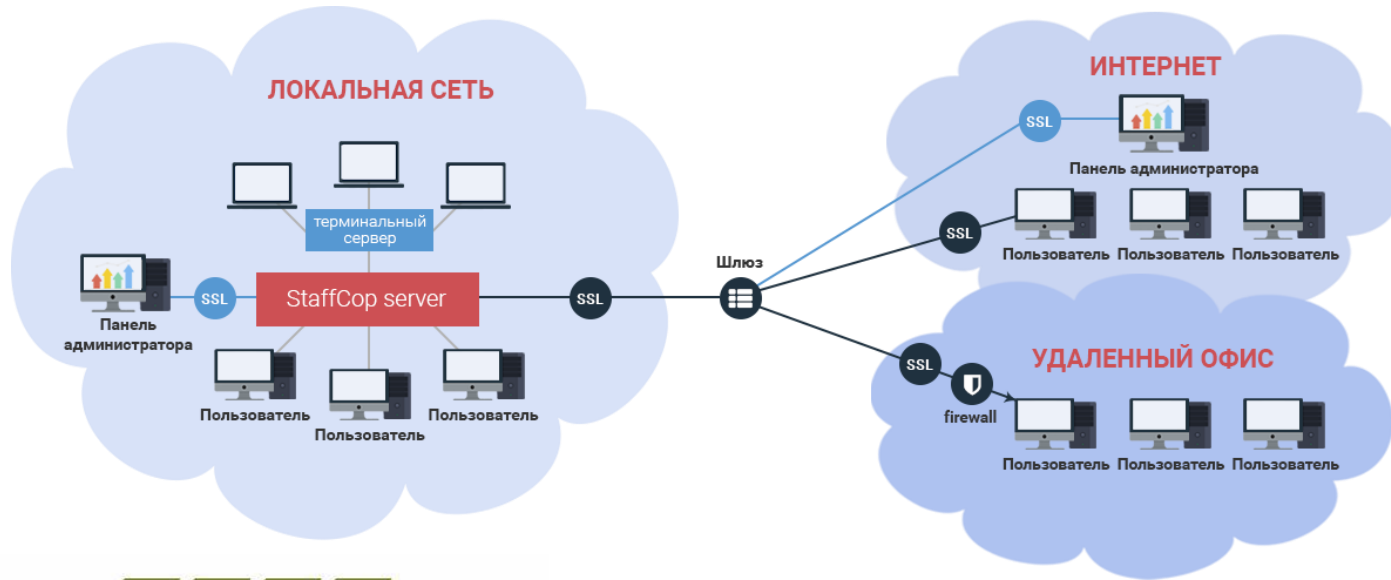 ЛОКАЛЬНАЯ СЕТЬ
терминальный
сервер
SSL
StaffCop server
SSL
Панель
администратора
Пользователь
Пользователь
Пользователь
Шлюз
ИНТЕРНЕТ
SSL
Панель администратора
SSL
Пользователь
Пользователь
Пользователь
УДАЛЕННЫЙ ОФИС
SSL
firewall
Пользователь
Пользователь
Пользователь